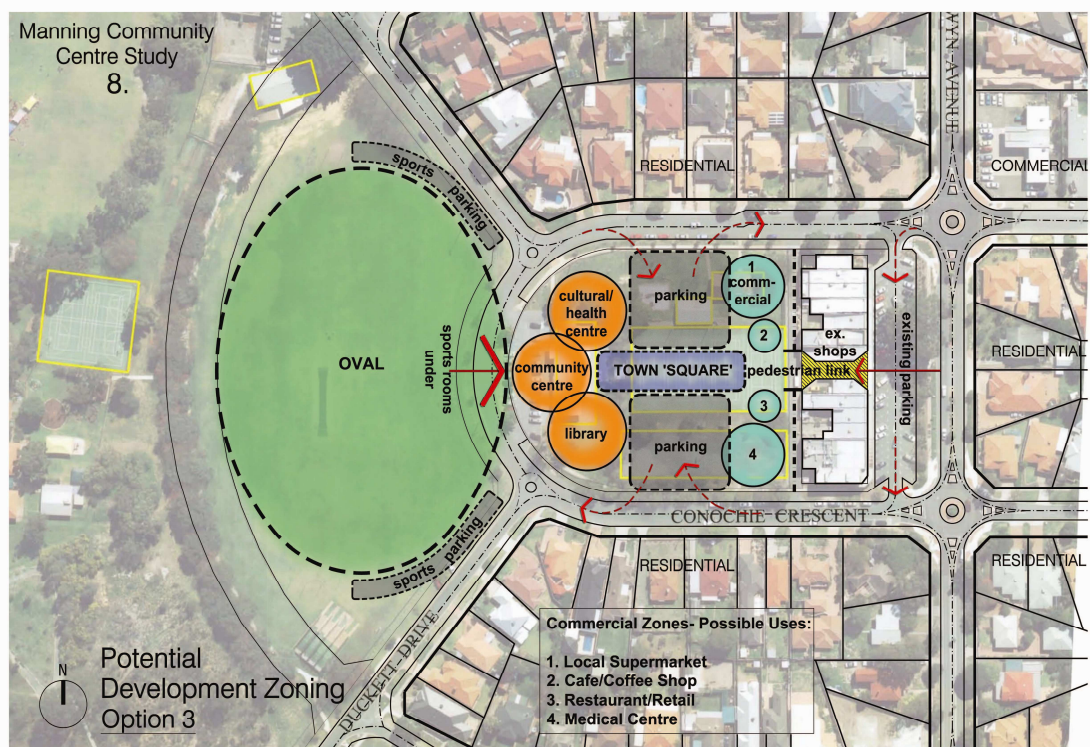 Manning Community
Centre Study
8.
WYN-AVENUE
RESIDENTIAL
COMMERCIAL
sports parking
cultural/
health
centre
parking
1
comm-
ercial
2
ex.
shops
existing parking
RESIDENTIAL
OVAL
sports rooms
under
community
centre
TOWN 'SQUARE'
pedestrian link
3
library
parking
4
CONOCHIE CRESCENT
sports parking
RESIDENTIAL
RESIDENTIAL
DUCKETT-DRIVE
N
Potential
Development Zoning
Option 3
Commercial Zones- Possible Uses:
1. Local Supermarket
2. Cafe/Coffee Shop
3. Restaurant/Retail
4. Medical Centre